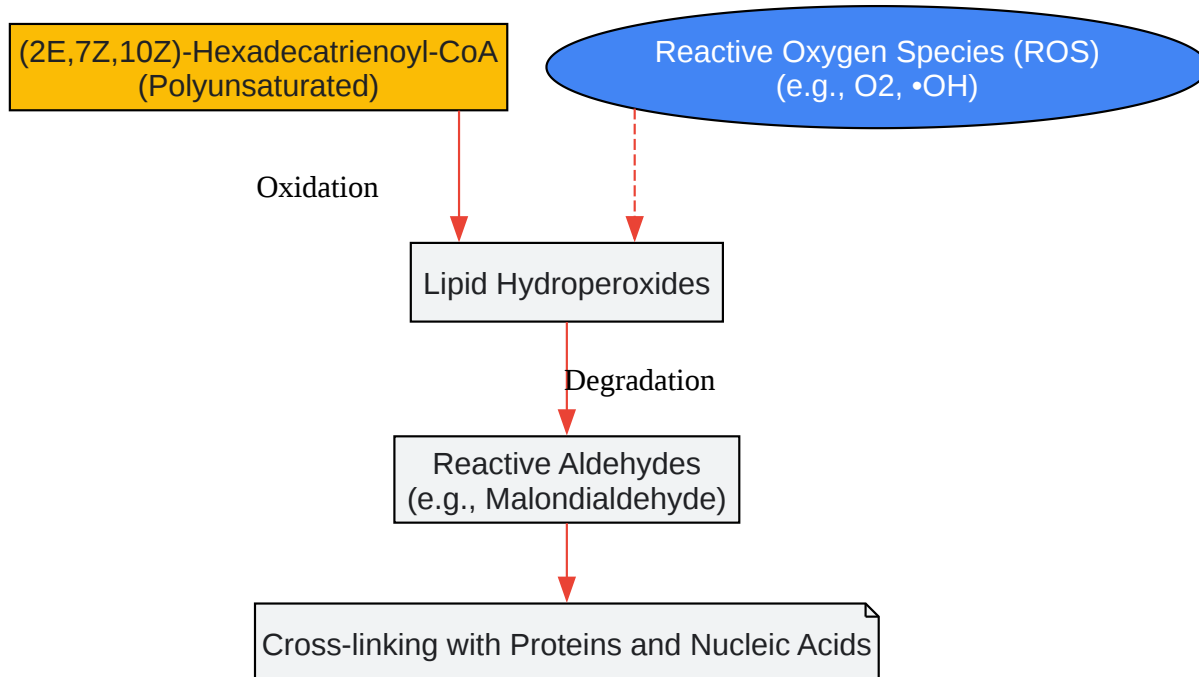 (2E,7Z,10Z)-Hexadecatrienoyl-CoA
(Polyunsaturated)
Reactive Oxygen Species (ROS)
(e.g., O2, •OH)
Oxidation
Lipid Hydroperoxides
Degradation
Reactive Aldehydes
(e.g., Malondialdehyde)
Cross-linking with Proteins and Nucleic Acids